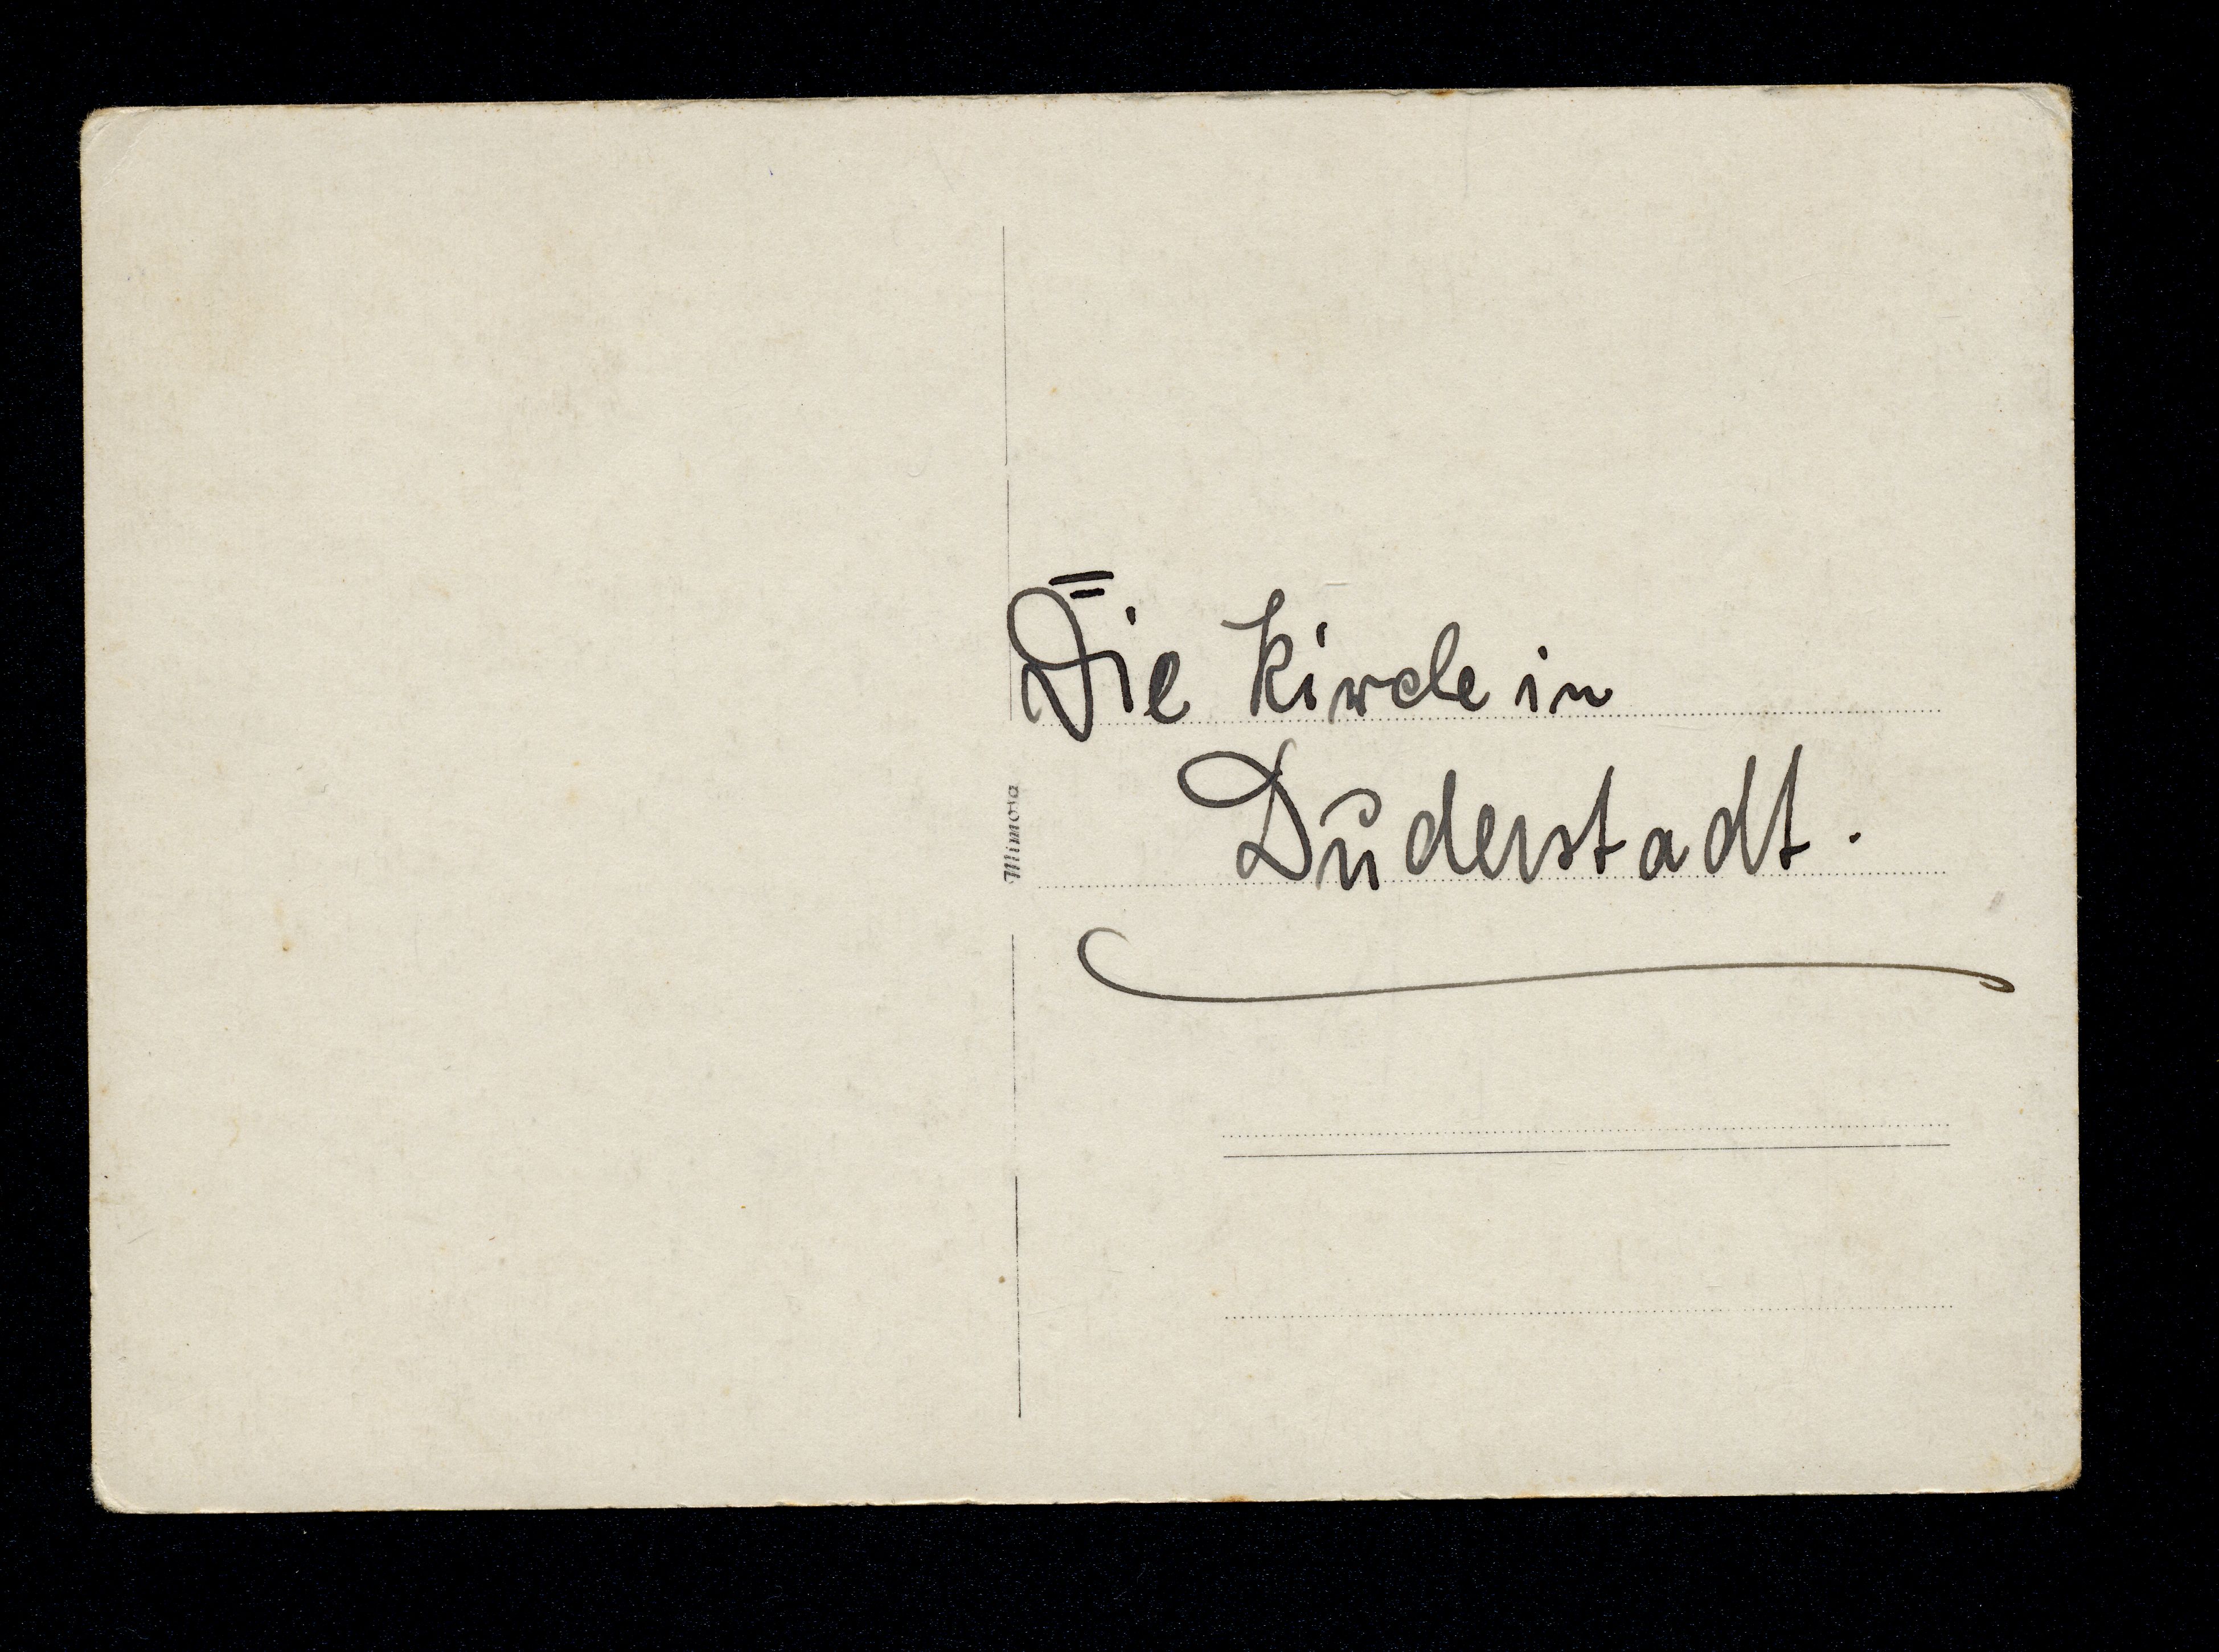 Die Kirche in
Duderstadt.
Mimosa